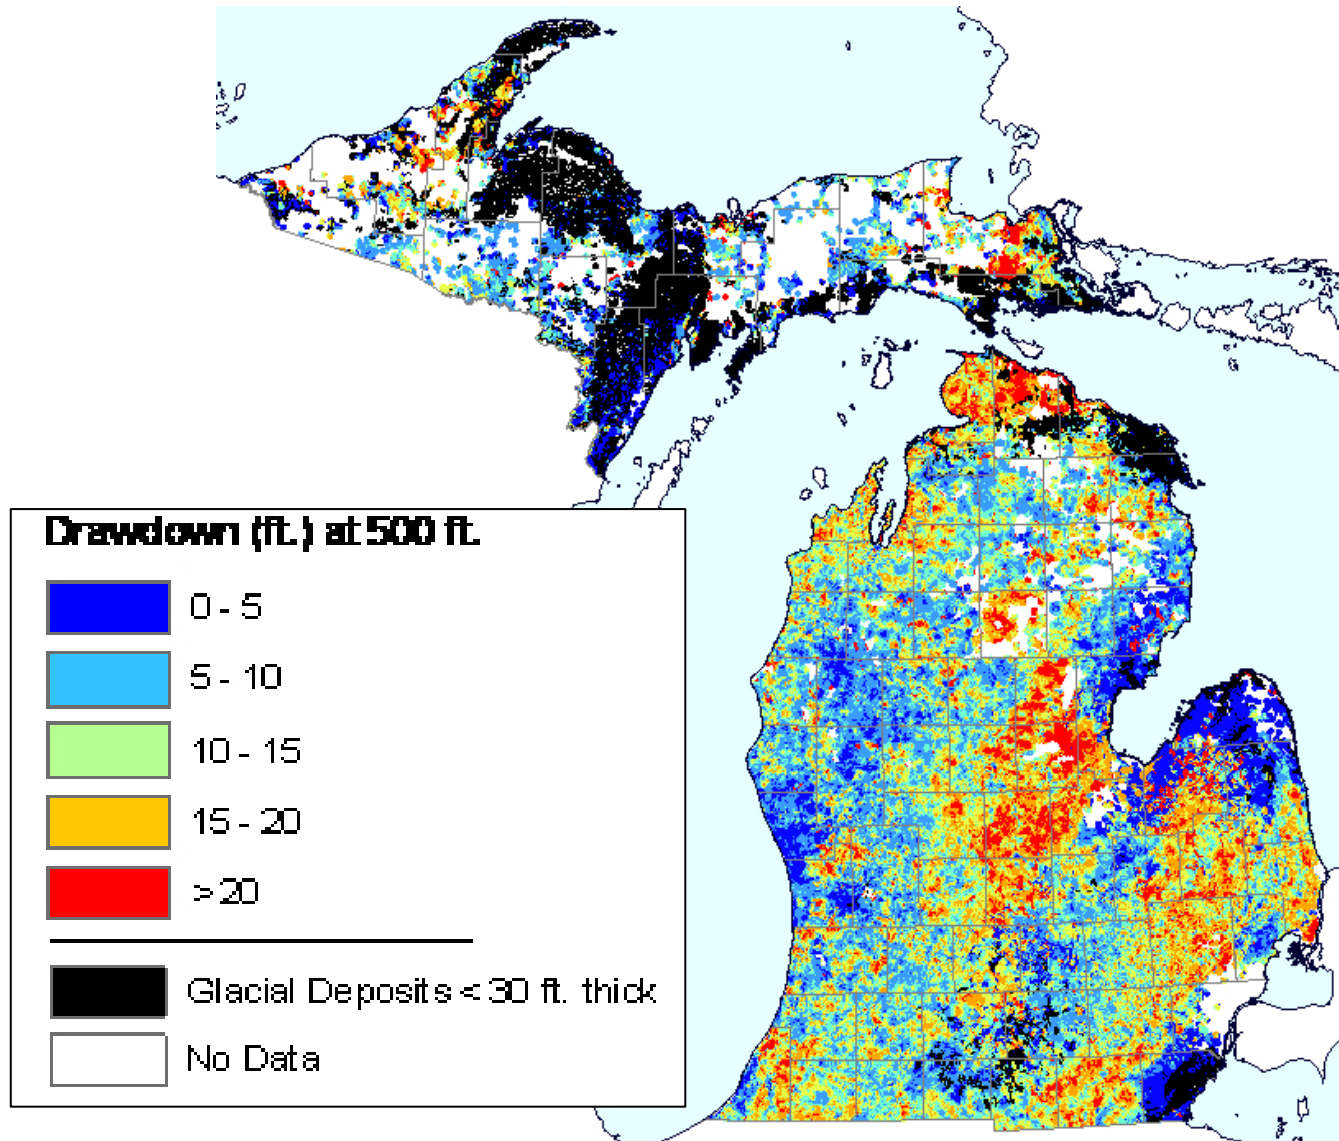 Drawdown (ft.) at 500 ft.
0 - 5
5 - 10
10 - 15
15 - 20
>20
Glacial Deposits < 30 ft. thick
No Data